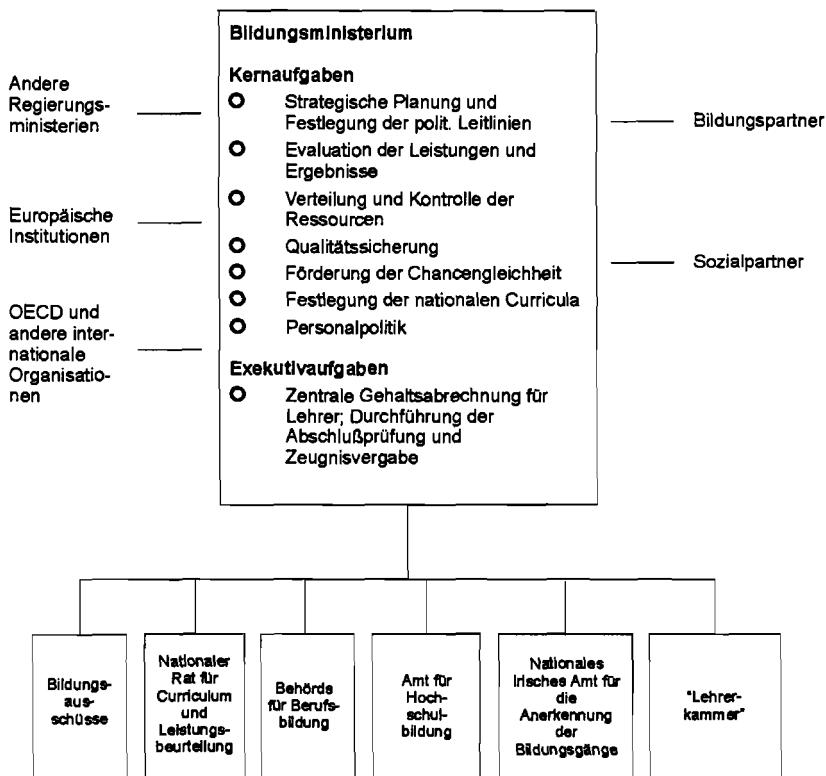 Bildungsministerium
Kernaufgaben
Strategische Planung und
Festlegung der polit. Leitlinien
Evaluation der Leistungen und
Ergebnisse
Verteilung und Kontrolle der
Ressourcen
Qualitätssicherung
Förderung der Chancengleichheit
Festlegung der nationalen Curricula
Personalpolitik
Exekutivaufgaben
Zentrale Gehaltsabrechnung für
Lehrer; Durchführung der
Abschlußprüfung und
Zeugnisvergabe
Andere
Regierungs-
ministerien
Europäische
Institutionen
OECD und
andere inter-
nationale
Organisatio-
nen
Bildungspartner
Sozialpartner
Bildungs-
aus-
schüsse
Nationaler
Rat für
Curriculum
und
Leistungs-
beurteilung
Behörde
für Berufs-
bildung
Amt für
Hoch-
schul-
bildung
Nationales
Irisches Amt für
die
Anerkennung
der
Bildungsgänge
"Lehrer-
kammer"